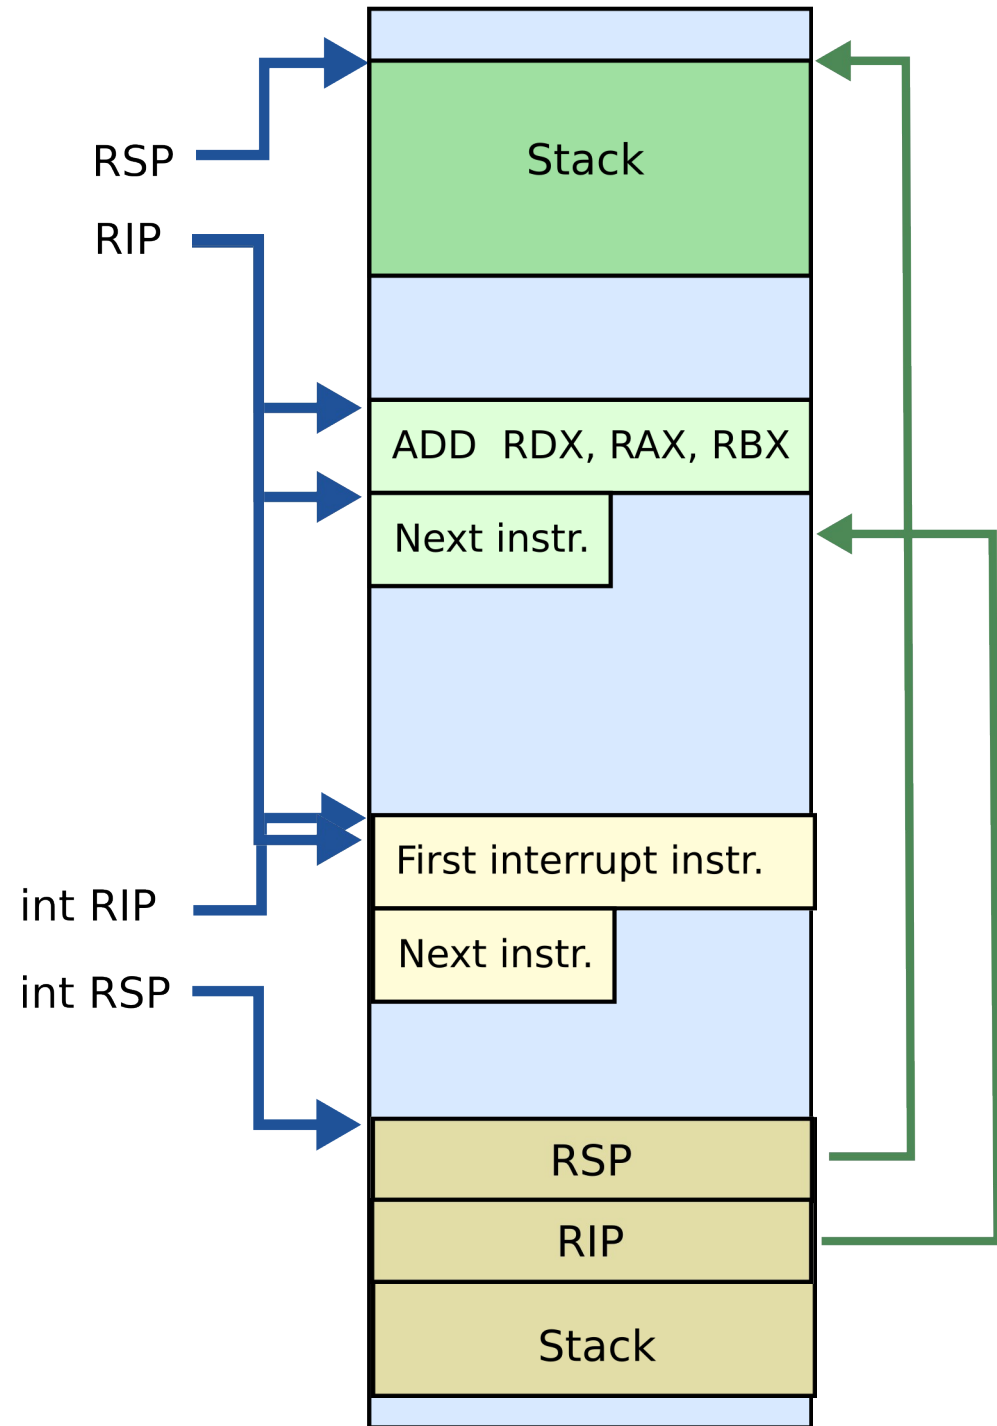 RSP
Stack
RIP
ADD  RDX, RAX, RBX
Next instr.
First interrupt instr.
int RIP
Next instr.
int RSP
RSP
RIP
Stack